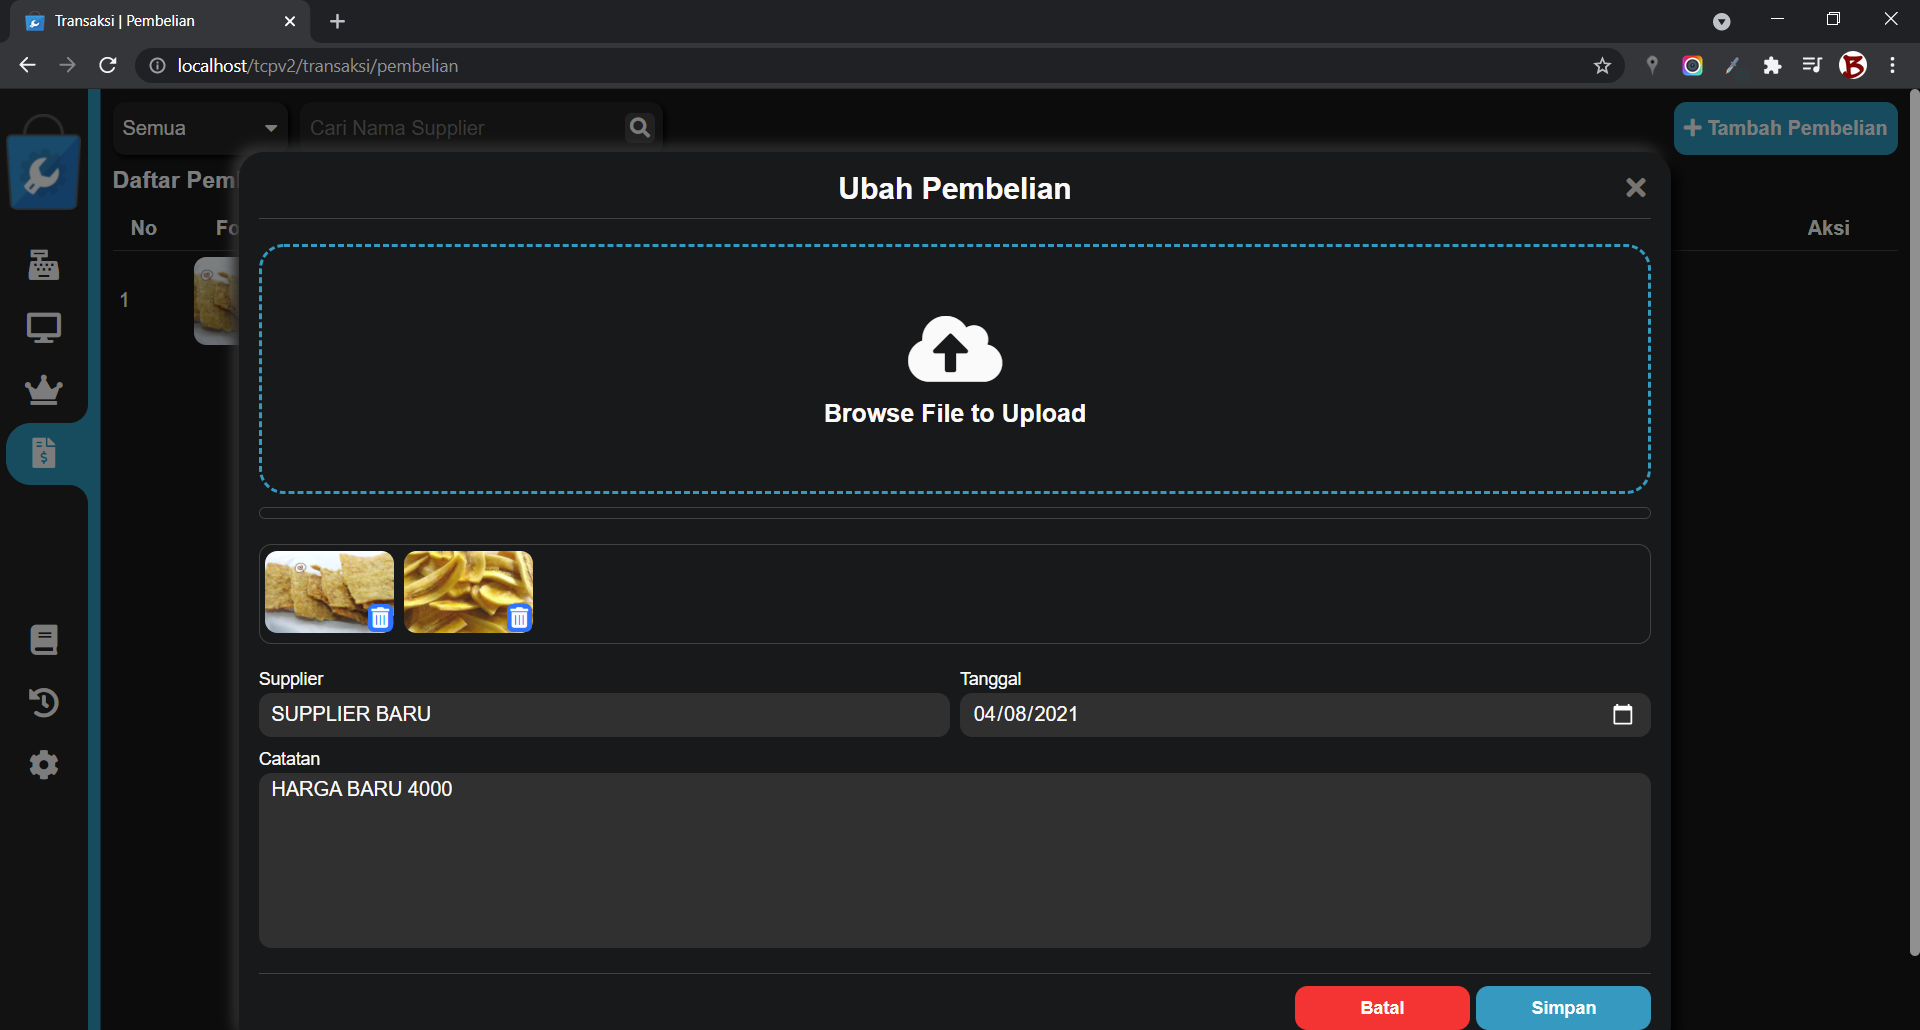 Transaksi | Pembelian
localhost/tcpv2/transaksi/pembelian
Semua
Cari Nama Supplier
+ Tambah Pembelian
Daftar Pem
Ubah Pembelian
No
Fo
Aksi
1
Browse File to Upload
Supplier
Tanggal
SUPPLIER BARU
04/08/2021
Catatan
HARGA BARU 4000
Batal
Simpan